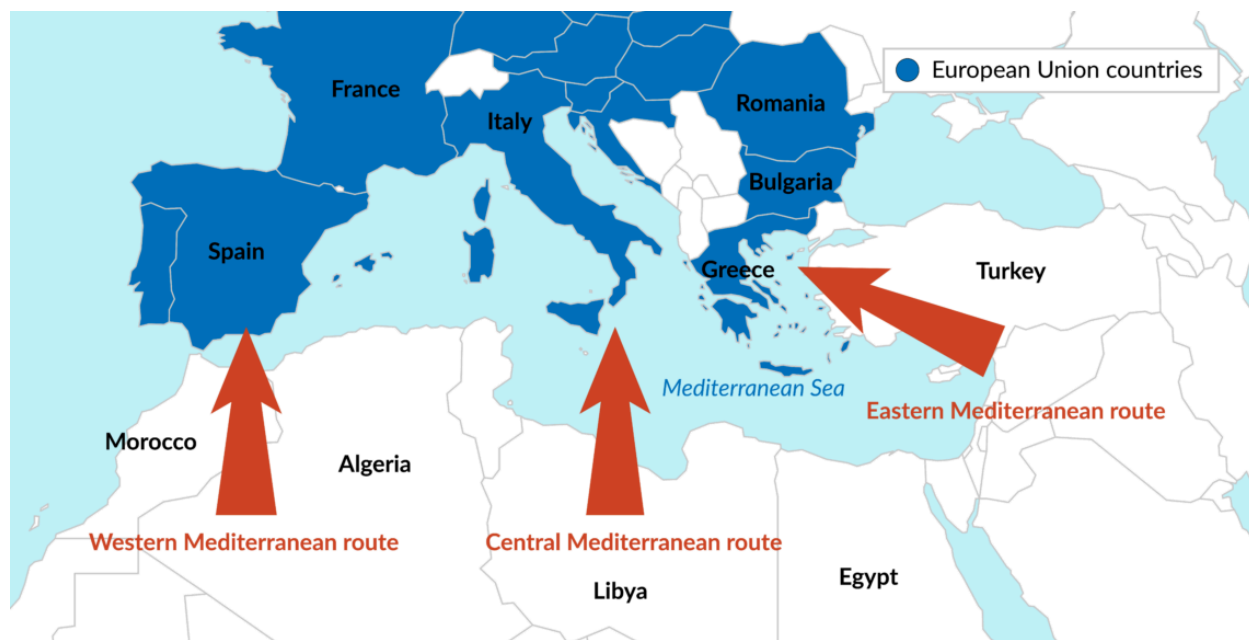 European Union countries
France
Romania
Italy
Bulgaria
Spain
Greece
Turkey
Mediterranean Sea
Eastern Mediterranean route
Morocco
Algeria
Western Mediterranean route
Central Mediterranean route
Egypt
Libya